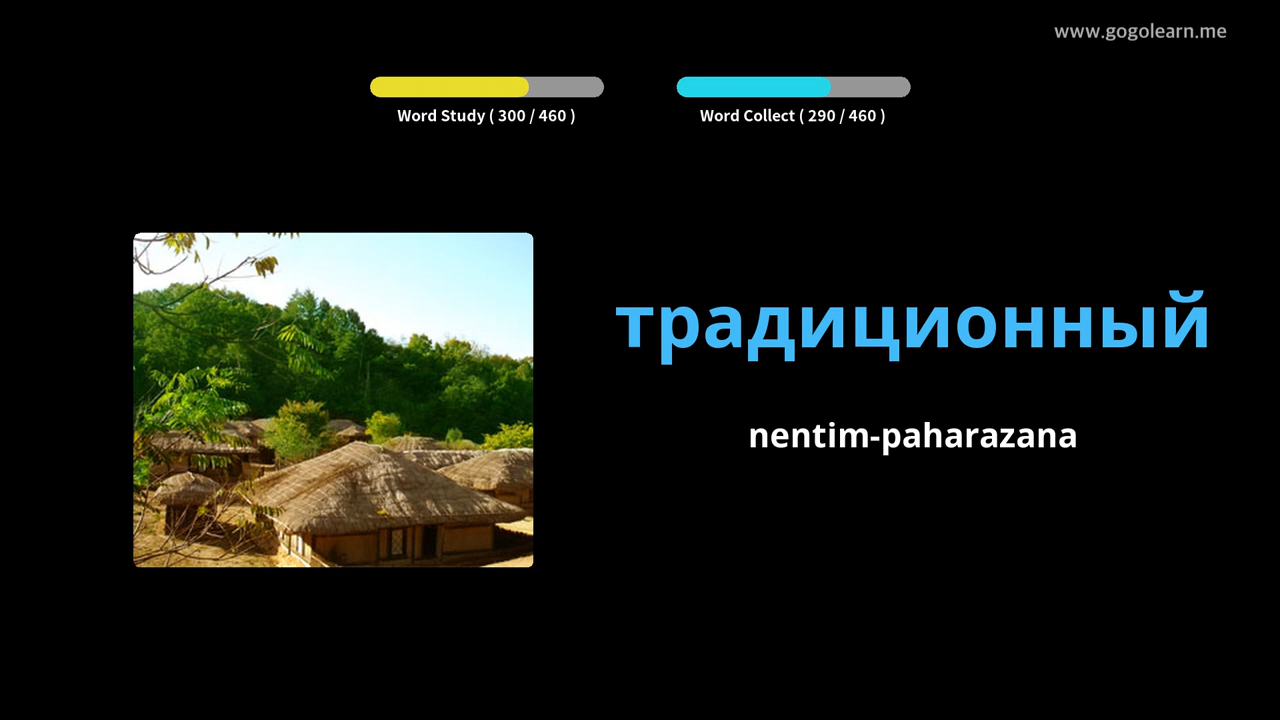 www.gogolearn.me
Word Study ( 300 / 460 )
Word Collect ( 290 / 460 )
традиционный
nentim-paharazana